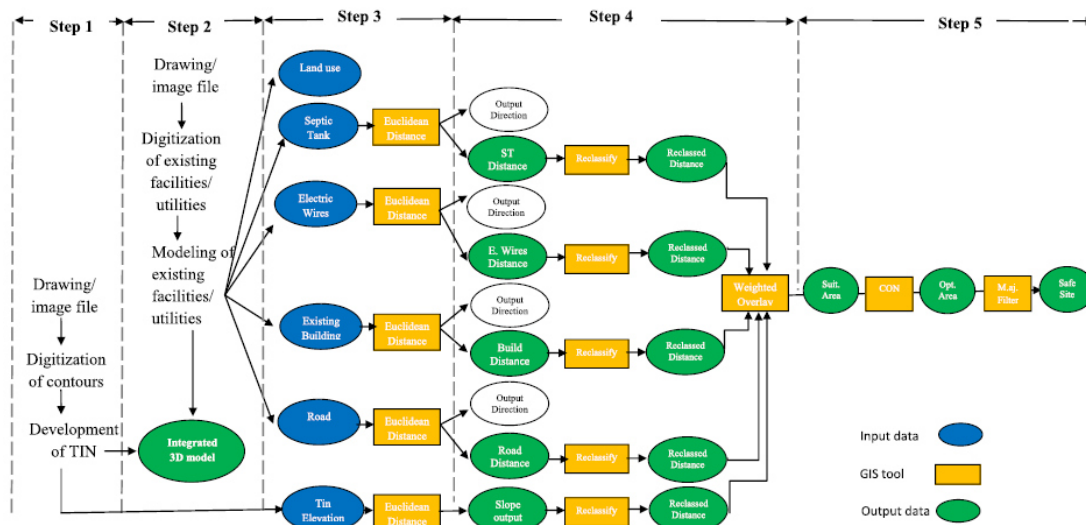 Step 1
Step 2
Step 3
Step 4
Step 5
Drawing/
image file
Digitization
of contours
Development
of TIN
Drawing/
image file
Digitization
of existing
facilities/
utilities
Modeling of
existing
facilities/
utilities
Integrated
3D model
Land use
Septic
Tank
Euclidean
Distance
Electric
Wires
Euclidean
Distance
Existing
Building
Euclidean
Distance
Road
Euclidean
Distance
Tin
Elevation
Euclidean
Distance
Output
Direction
ST
Distance
Reclassify
Reclassed
Distance
Output
Direction
E. Wires
Distance
Reclassify
Reclassed
Distance
Output
Direction
Build
Distance
Reclassify
Reclassed
Distance
Output
Direction
Road
Distance
Reclassify
Reclassed
Distance
Slope
output
Reclassify
Reclassed
Distance
Weighted
Overlay
Suit.
Area
CON
Opt.
Area
M.aj.
Filter
Safe
Site
Input data
GIS tool
Output data